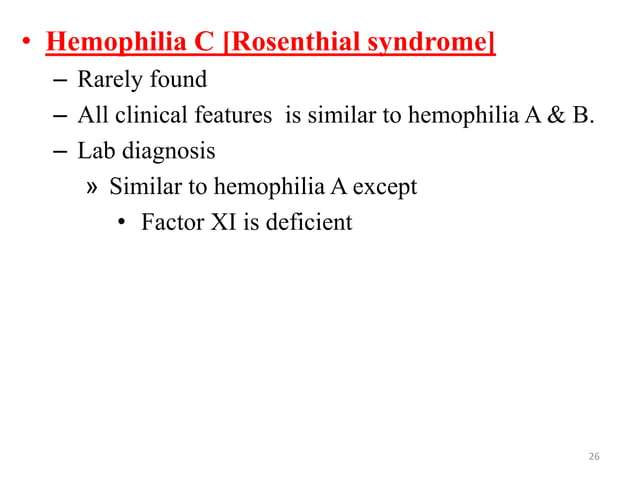 • Hemophilia C [Rosenthial syndrome]
– Rarely found
– All clinical features is similar to hemophilia A & B.
– Lab diagnosis
» Similar to hemophilia A except
• Factor XI is deficient
26